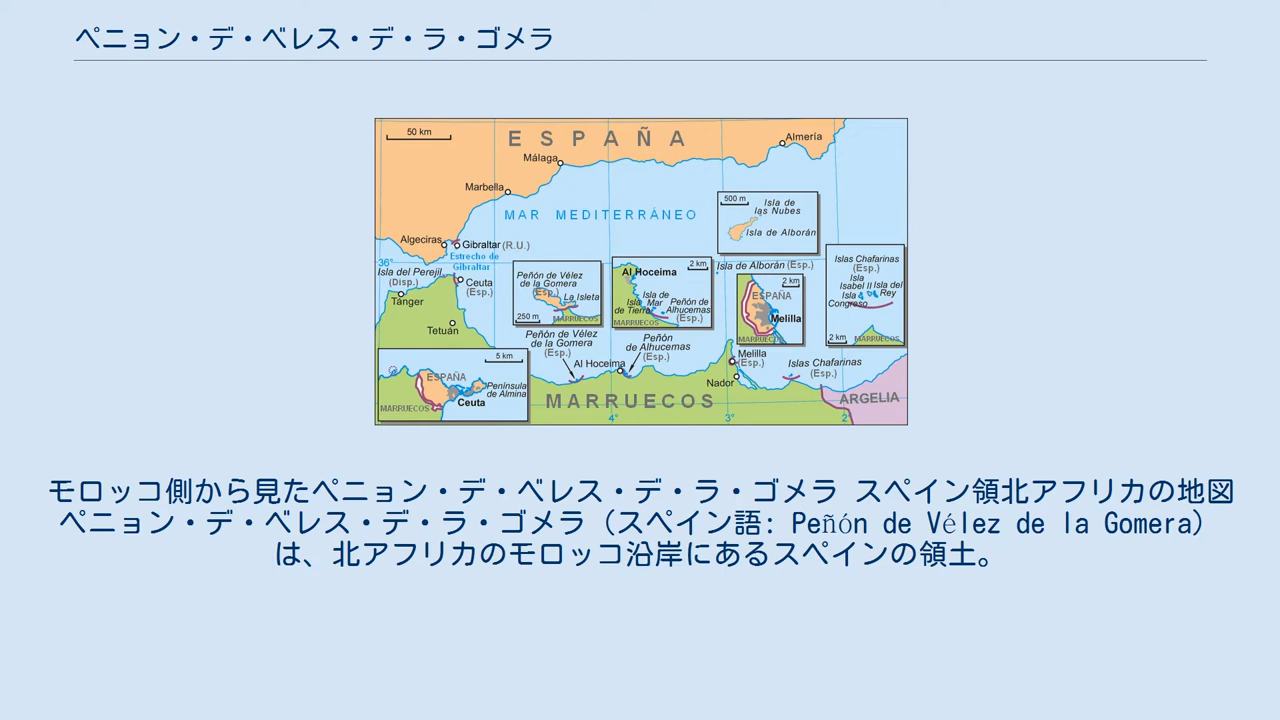 ペニョン・デ・ベレス・デ・ラ・ゴメラ
50 km
ESPAÑA
Almería
Málaga
Marbella
500 m
Isla de
las Nubes
MAR MEDITERRÁNEO
Isla de Alborán
Algeciras
Gibraltar (R.U.)
Estrecho de
Gibraltar
36°
Isla del Perejil
(Disp.)
Ceuta
(Esp.)
Tánger
Tetuán
Peñón de Vélez
de la Gomera
(Esp.)
La Isleta
250 m
MARRUECOS
Al Hoceima
2 km
Isla de
Tierra
Isla de
Mar
Peñón de
Alhucemas
(Esp.)
MARRUECOS
Isla de Alborán (Esp.)
2 km
ESPAÑA
Melilla
MARRUECOS
Islas Chafarinas
(Esp.)
Isla
Isabel II
Isla del
Rey
Isla
Congreso
2 km
MARRUECOS
Peñón de Vélez
de la Gomera
(Esp.)
Peñón
de Alhucemas
(Esp.)
Al Hoceima
Melilla
(Esp.)
Nador
Islas Chafarinas
(Esp.)
5 km
ESPAÑA
Península
de Almina
Ceuta
MARRUECOS
MARRUECOS
ARGELIA
4°
3°
2°
モロッコ側から見たペニョン・デ・ベレス・デ・ラ・ゴメラ スペイン領北アフリカの地図
ペニョン・デ・ベレス・デ・ラ・ゴメラ（スペイン語: Peñón de Vélez de la Gomera）
は、北アフリカのモロッコ沿岸にあるスペインの領土。